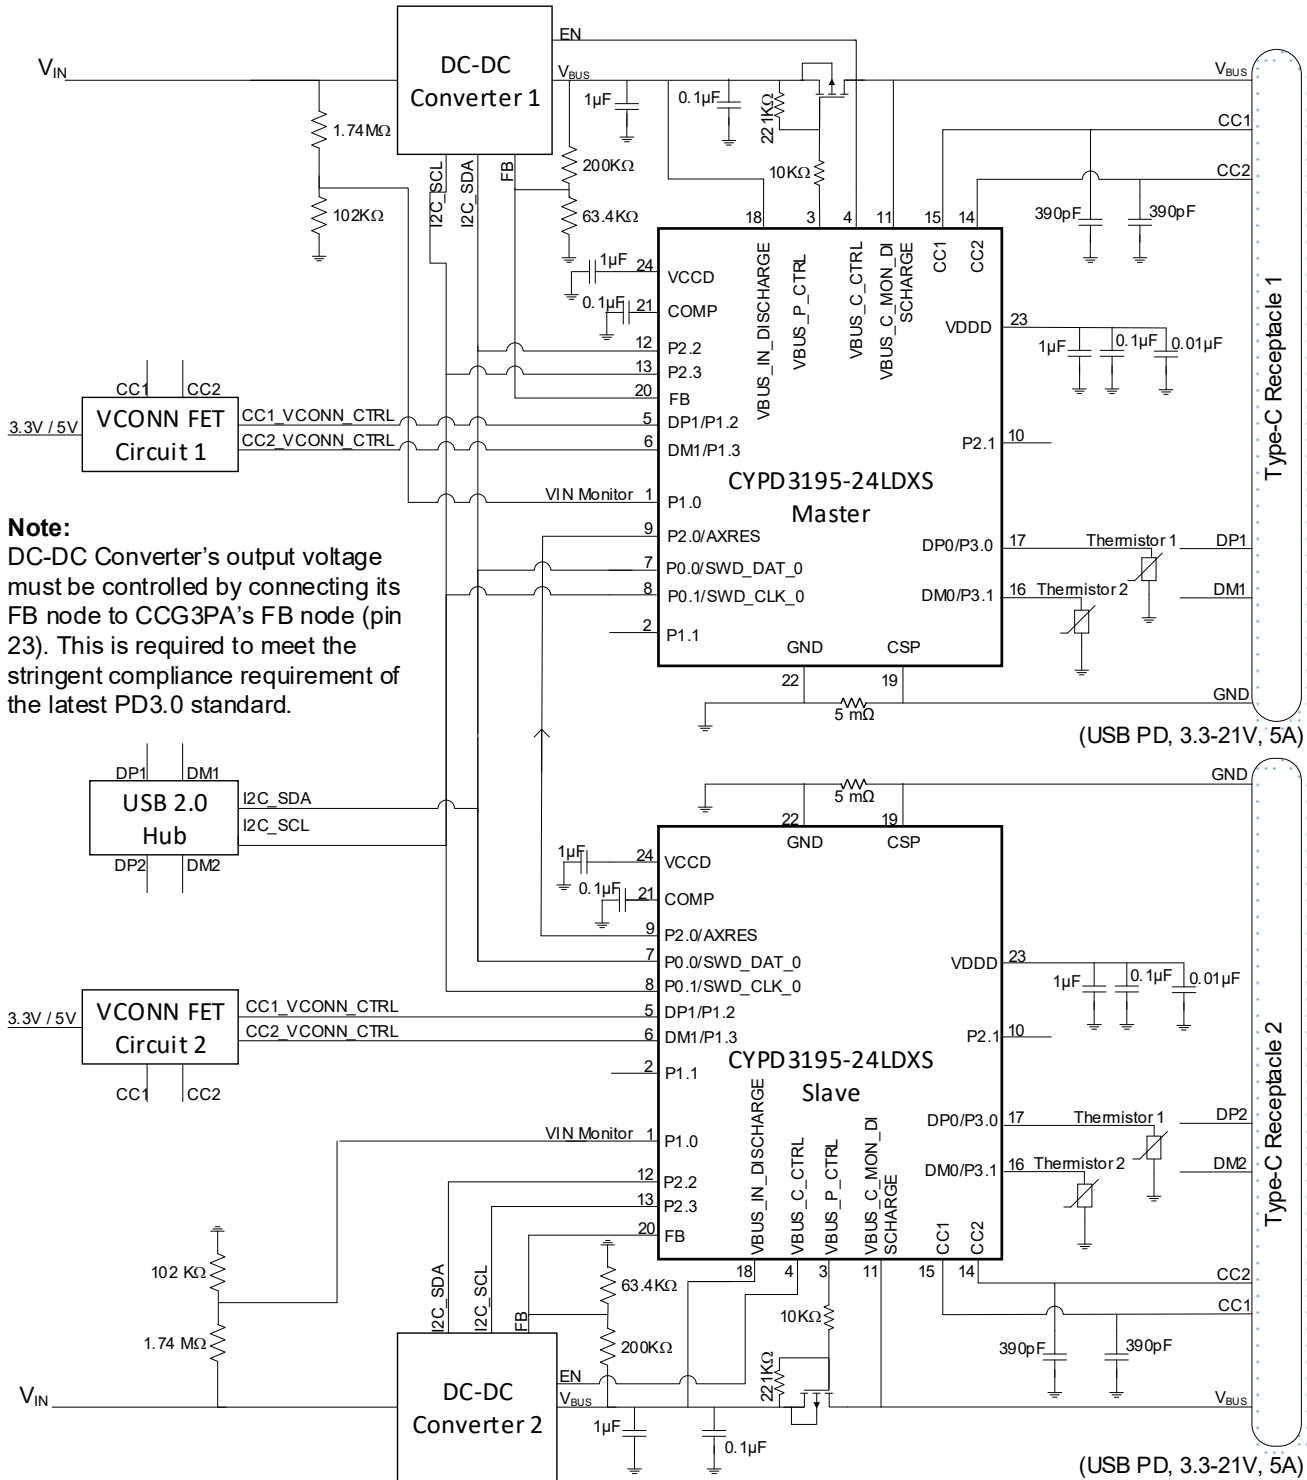 DC-DC
Converter 1
EN
VIN
VBUS
1µF
0.1µF
221KΩ
VBUS
1.74MΩ
102KΩ
I2C_SCL
I2C_SDA
FB
200KΩ
63.4KΩ
10KΩ
CC1
CC2
390pF
390pF
18
3
4
11
15
14
VBUS_IN_DISCHARGE
VBUS_P_CTRL
VBUS_C_CTRL
VBUS_C_MON_DI
SCHARGE
CC1
CC2
1µF
24
VCCD
0.1µF
21
COMP
12
P2.2
13
P2.3
20
FB
VDDD
23
1µF
0.1µF
0.01µF
CC1
CC2
3.3V / 5V
VCONN FET
Circuit 1
CC1_VCONN_CTRL
5
DP1/P1.2
CC2_VCONN_CTRL
6
DM1/P1.3
P2.1
10
CYPD3195-24LDXS
Master
VIN Monitor
1
P1.0
9
P2.0/AXRES
7
P0.0/SWD_DAT_0
8
P0.1/SWD_CLK_0
2
P1.1
DP0/P3.0
17
Thermistor 1
DP1
DM0/P3.1
16
Thermistor 2
DM1
GND
CSP
22
19
5 mΩ
GND
Type-C Receptacle 1
(USB PD, 3.3-21V, 5A)
Note:
DC-DC Converter's output voltage
must be controlled by connecting its
FB node to CCG3PA's FB node (pin
23). This is required to meet the
stringent compliance requirement of
the latest PD3.0 standard.
DP1
DM1
USB 2.0
Hub
I2C_SDA
I2C_SCL
DP2
DM2
GND
5 mΩ
22
19
GND
CSP
1µF
24
VCCD
0.1µF
21
COMP
9
P2.0/AXRES
7
P0.0/SWD_DAT_0
8
P0.1/SWD_CLK_0
VDDD
23
1µF
0.1µF
0.01µF
3.3V / 5V
VCONN FET
Circuit 2
CC1_VCONN_CTRL
5
DP1/P1.2
CC2_VCONN_CTRL
6
DM1/P1.3
CC1
CC2
P2.1
10
2
P1.1
CYPD3195-24LDXS
Slave
VIN Monitor
1
P1.0
12
P2.2
13
P2.3
20
FB
DP0/P3.0
17
Thermistor 1
DP2
DM0/P3.1
16
Thermistor 2
DM2
VBUS_IN_DISCHARGE
VBUS_C_CTRL
VBUS_P_CTRL
VBUS_C_MON_DI
SCHARGE
CC1
CC2
18
4
3
11
15
14
CC2
CC1
390pF
390pF
102 KΩ
1.74 MΩ
I2C_SDA
I2C_SCL
FB
63.4KΩ
200KΩ
10KΩ
221KΩ
VIN
DC-DC
Converter 2
EN
VBUS
1µF
0.1µF
VBUS
Type-C Receptacle 2
(USB PD, 3.3-21V, 5A)